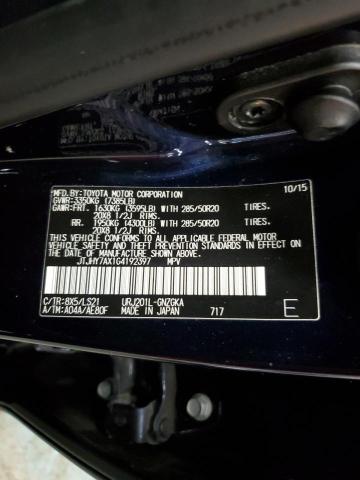 MFD.BY:TOYOTA MOTOR CORPORATION 10/15
GVWR:3350KG (7385LB)
GAWR:FRT. 1630KG (3595LB) WITH 285/50R20 TIRES.
20X8 1/2J RIMS.
RR. 1950KG (4300LB) WITH 285/50R20 TIRES.
20X8 1/2J RIMS.
THIS VEHICLE CONFORMS TO ALL APPLICABLE FEDERAL MOTOR
VEHICLE SAFETY AND THEFT PREVENTION STANDARDS IN EFFECT
ON THE DATE OF MANUFACTURE SHOWN ABOVE.
JTJHY7AX1G4192397 MPV
C/TR:8X5/LS21 URJ201L-GNZGKA
A/TM:A04A/AE80F MADE IN JAPAN 717 E